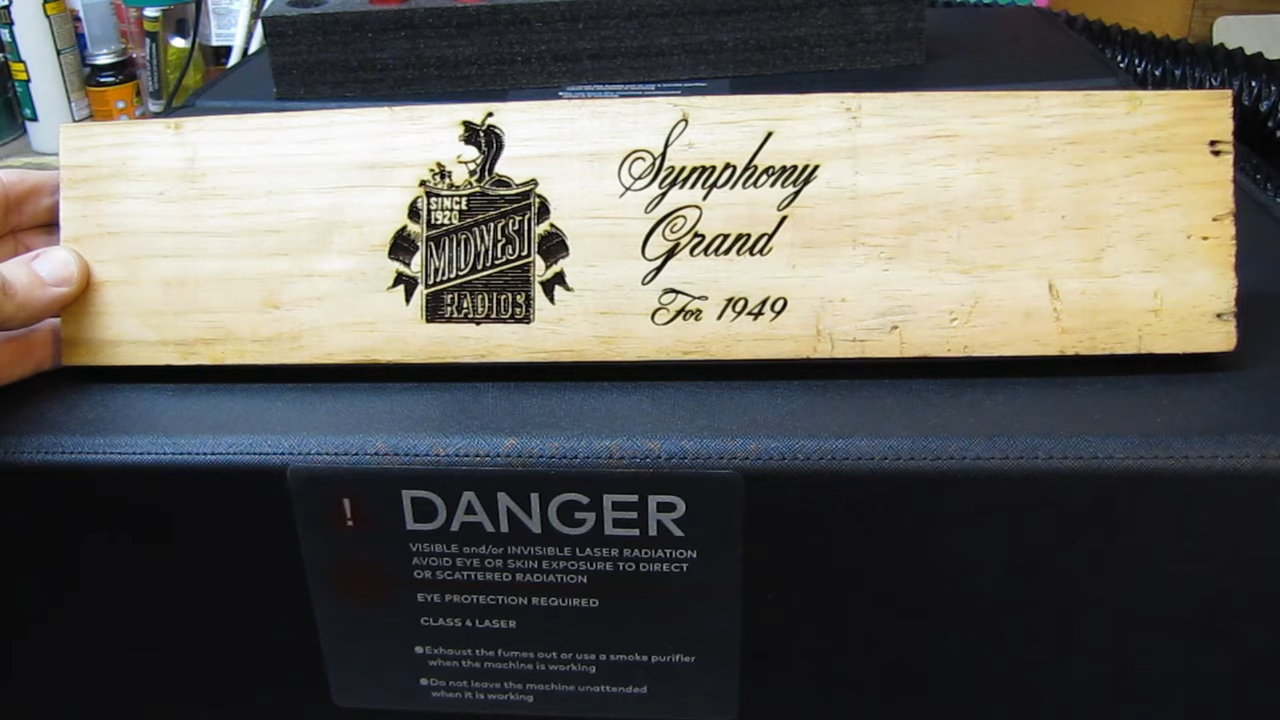 SINCE
1920
MIDWEST
RADIOS
Symphony
Grand
For 1949
! DANGER
VISIBLE and/or INVISIBLE LASER RADIATION
AVOID EYE OR SKIN EXPOSURE TO DIRECT
OR SCATTERED RADIATION
EYE PROTECTION REQUIRED
CLASS 4 LASER
●Exhaust the fumes out or use a smoke purifier
when the machine is working
●Do not leave the machine unattended
when it is working